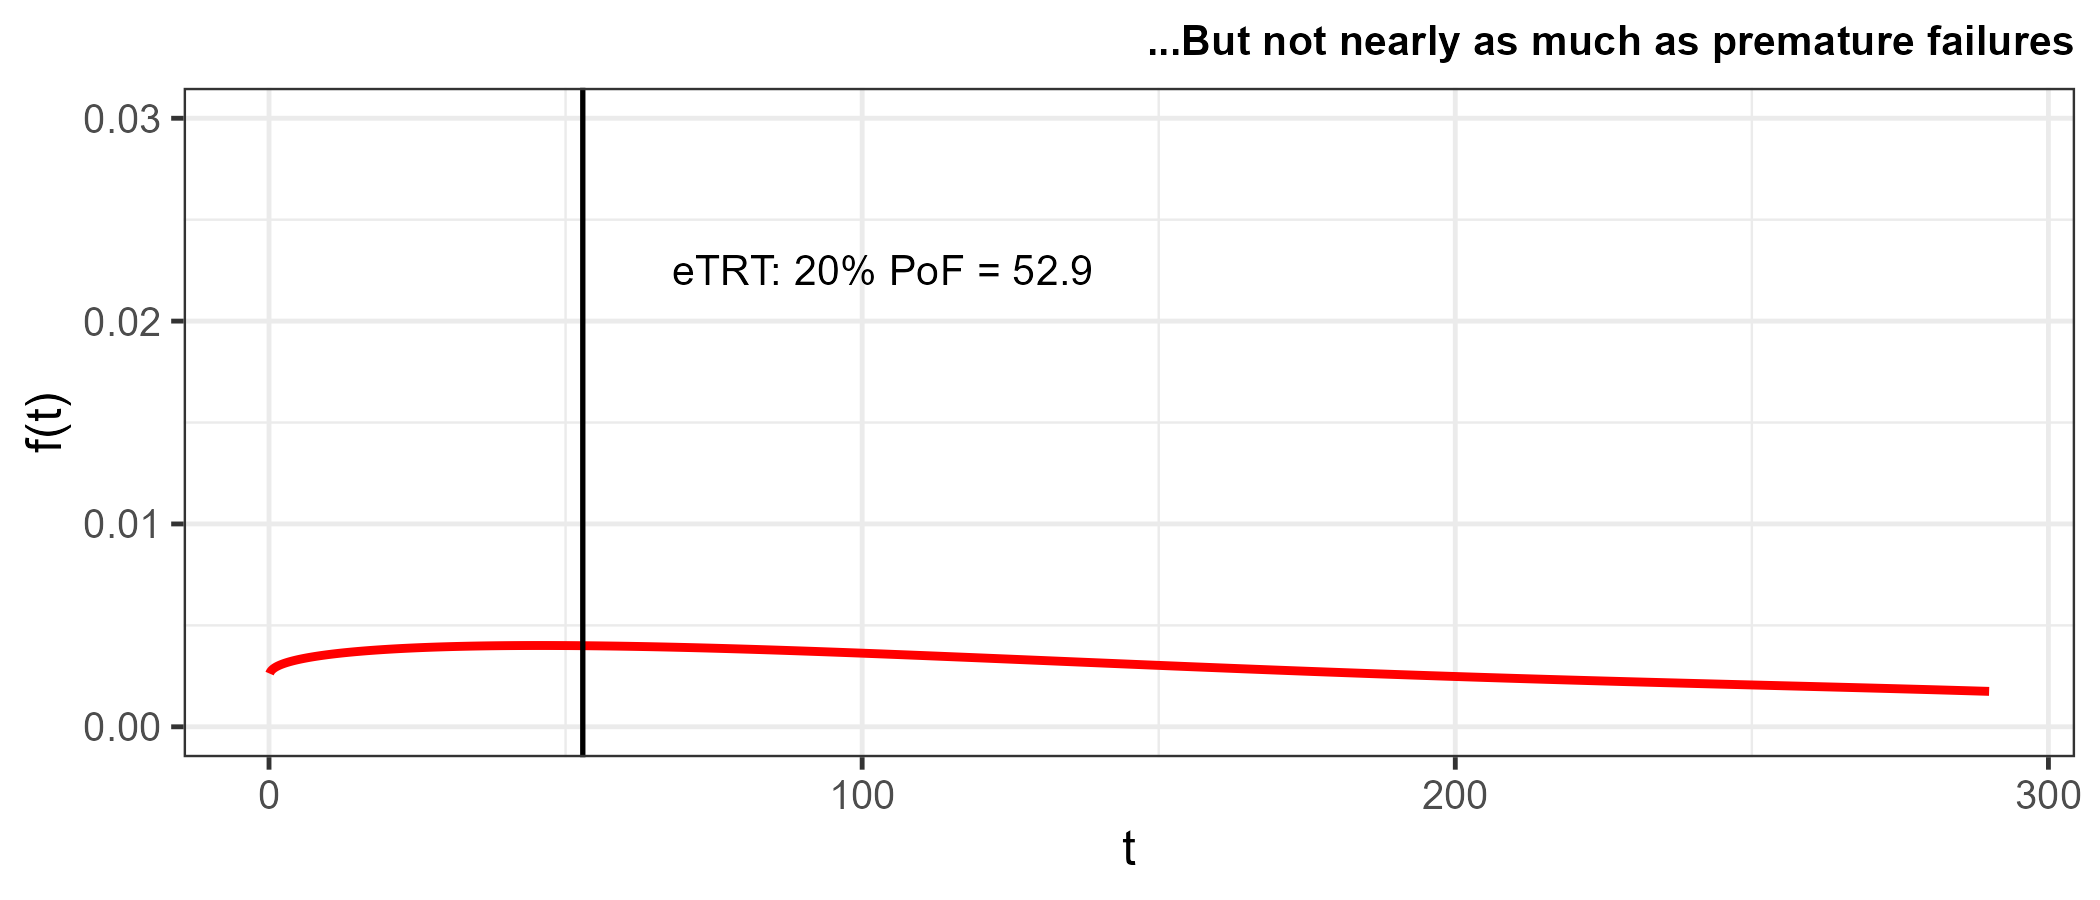 ...But not nearly as much as premature failures
0.03
0.02
0.01
0.00
f(t)
eTRT: 20% PoF = 52.9
0 100 200 300
t